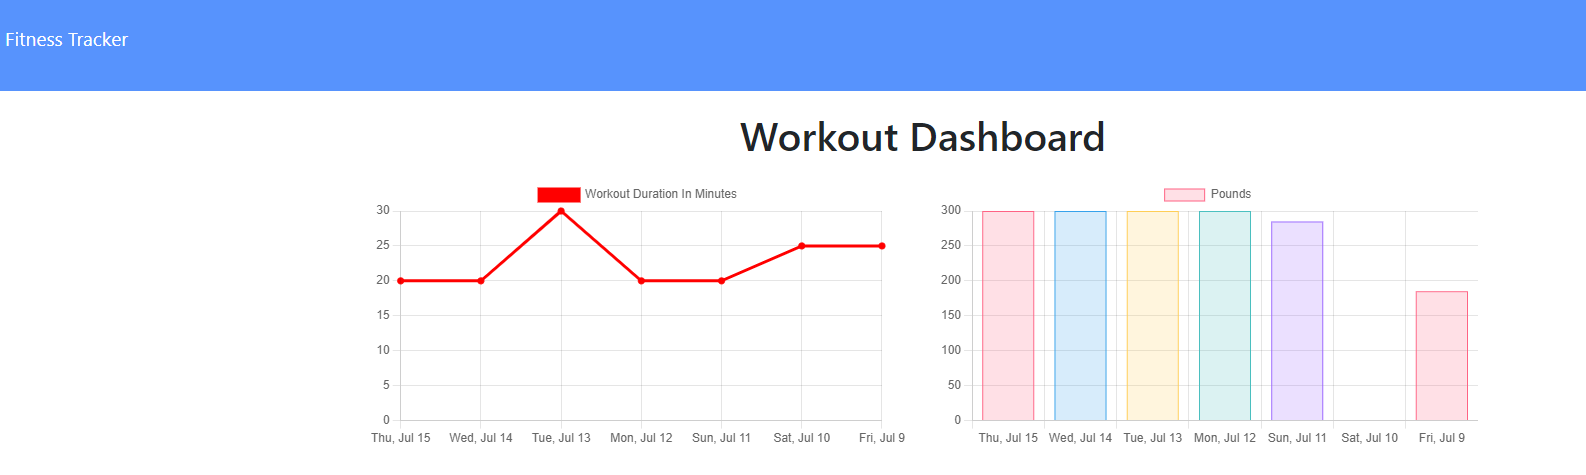 Fitness Tracker
Workout Dashboard
Workout Duration In Minutes
30
25
20
15
10
5
0
Thu, Jul 15 Wed, Jul 14 Tue, Jul 13 Mon, Jul 12 Sun, Jul 11 Sat, Jul 10 Fri, Jul 9
Pounds
300
250
200
150
100
50
0
Thu, Jul 15 Wed, Jul 14 Tue, Jul 13 Mon, Jul 12 Sun, Jul 11 Sat, Jul 10 Fri, Jul 9